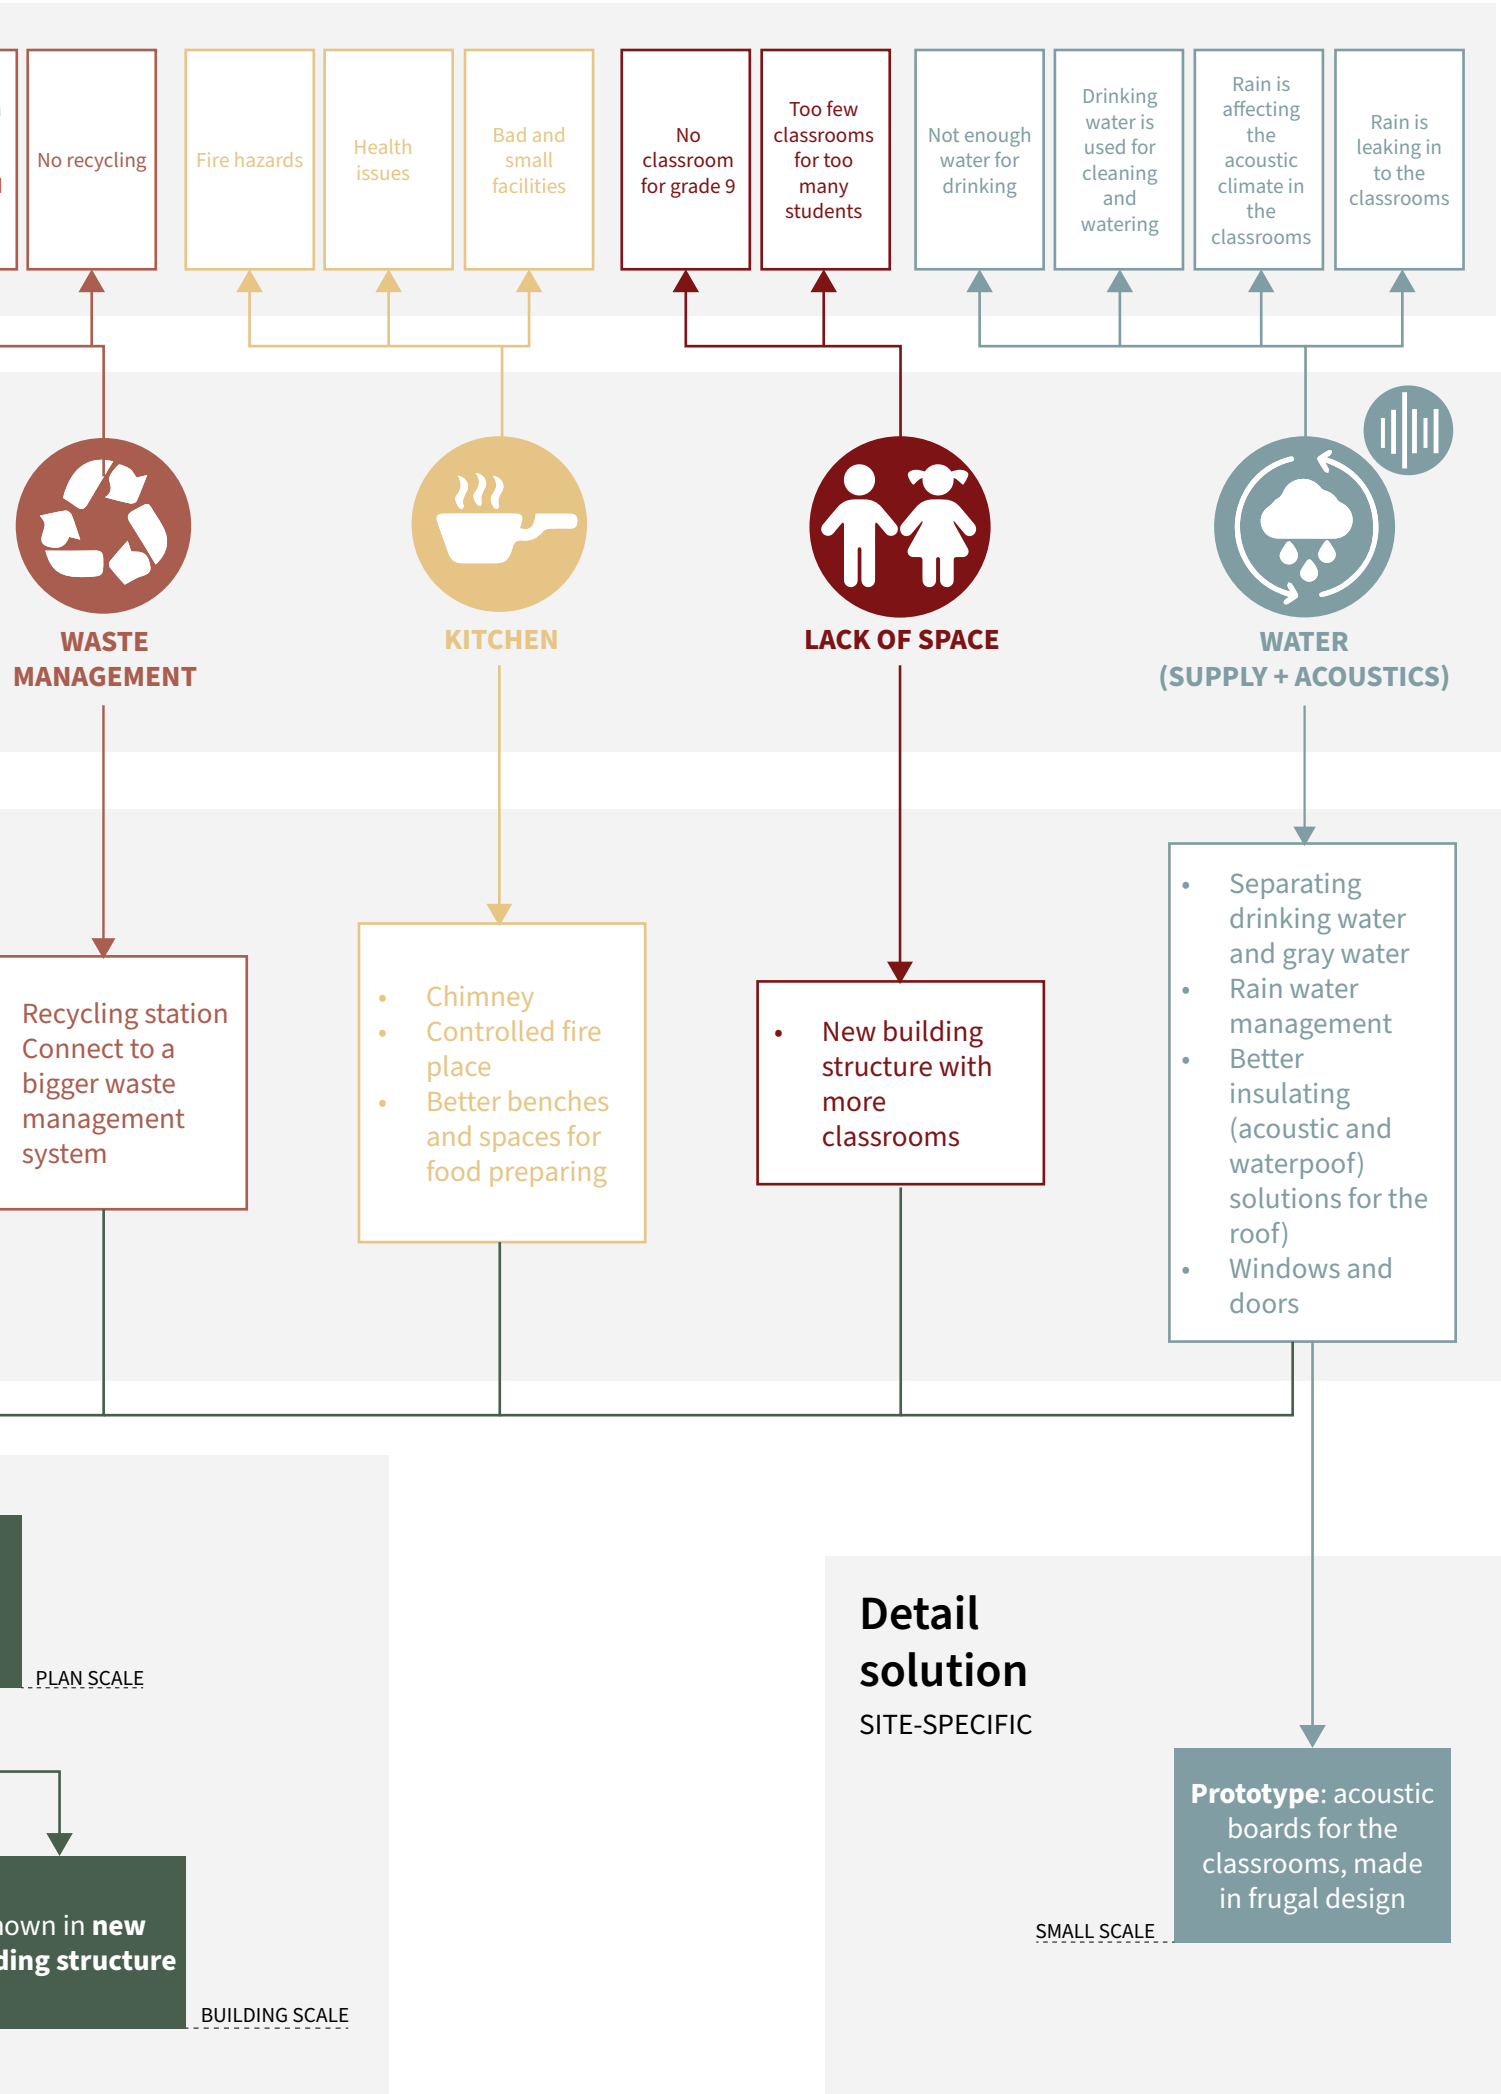 No recycling
Fire hazards
Health
issues
Bad and
small
facilities
No
classroom
for grade 9
Too few
classrooms
for too
many
students
Not enough
water for
drinking
Drinking
water is
used for
cleaning
and
watering
Rain is
affecting
the
acoustic
climate in
the
classrooms
Rain is
leaking in
to the
classrooms
WASTE
MANAGEMENT
KITCHEN
LACK OF SPACE
WATER
(SUPPLY + ACOUSTICS)
Recycling station
Connect to a
bigger waste
management
system
• Chimney
• Controlled fire
place
• Better benches
and spaces for
food preparing
• New building
structure with
more
classrooms
• Separating
drinking water
and gray water
• Rain water
management
• Better
insulating
(acoustic and
waterpoof)
solutions for the
roof)
• Windows and
doors
PLAN SCALE
in new
structure
BUILDING SCALE
Detail
solution
SITE-SPECIFIC
Prototype: acoustic
boards for the
classrooms, made
in frugal design
SMALL SCALE